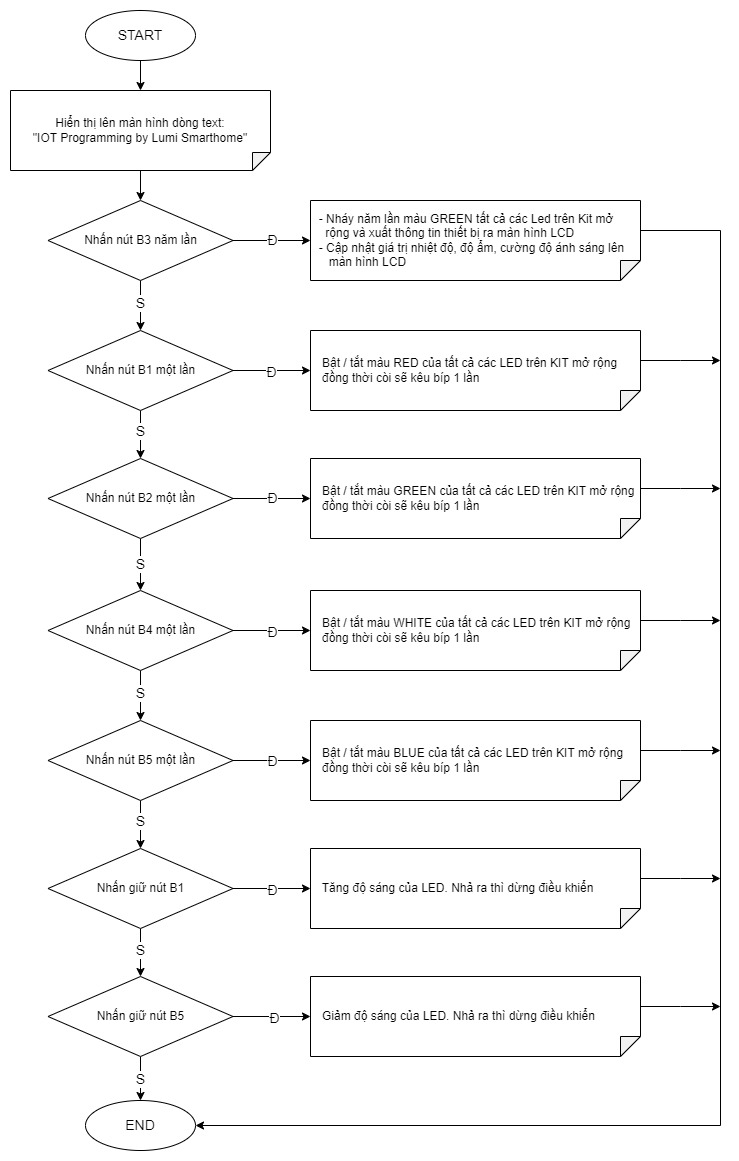 START
Hiển thị lên màn hình dòng text:
"IOT Programming by Lumi Smarthome"
Nhấn nút B3 năm lần
Đ
- Nháy năm lần màu GREEN tất cả các Led trên Kit mở
rộng và xuất thông tin thiết bị ra màn hình LCD
- Cập nhật giá trị nhiệt độ, độ ẩm, cường độ ánh sáng lên
màn hình LCD
S
Nhấn nút B1 một lần
Đ
Bật / tắt màu RED của tất cả các LED trên KIT mở rộng
đồng thời còi sẽ kêu bíp 1 lần
S
Nhấn nút B2 một lần
Đ
Bật / tắt màu GREEN của tất cả các LED trên KIT mở rộng
đồng thời còi sẽ kêu bíp 1 lần
S
Nhấn nút B4 một lần
Đ
Bật / tắt màu WHITE của tất cả các LED trên KIT mở rộng
đồng thời còi sẽ kêu bíp 1 lần
S
Nhấn nút B5 một lần
Đ
Bật / tắt màu BLUE của tất cả các LED trên KIT mở rộng
đồng thời còi sẽ kêu bíp 1 lần
S
Nhấn giữ nút B1
Đ
Tăng độ sáng của LED. Nhả ra thì dừng điều khiển
S
Nhấn giữ nút B5
Đ
Giảm độ sáng của LED. Nhả ra thì dừng điều khiển
S
END